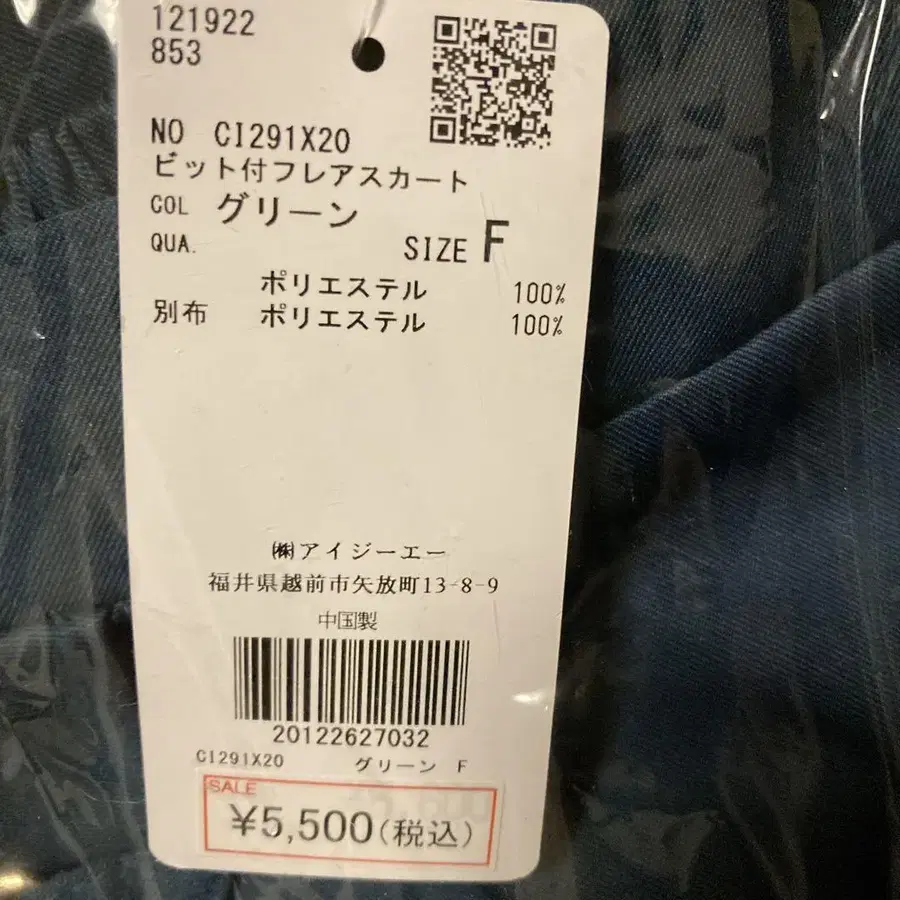 121922
853
NO CI291X20
ビット付フレアスカート
COL グリーン
QUA. SIZE F
ポリエステル 100%
別布 ポリエステル 100%
㈱アイジーエー
福井県越前市矢放町13-8-9
中国製
20122627032
CI291X20 グリーン F
SALE
¥5,500(税込)